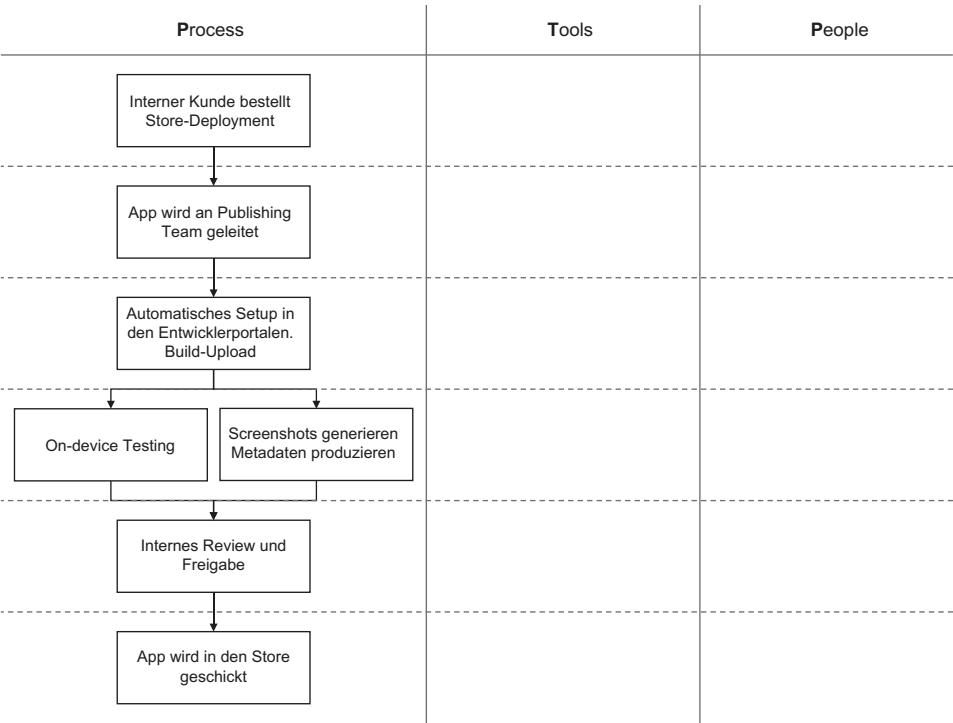 Process
Tools
People
Interner Kunde bestellt
Store-Deployment
App wird an Publishing
Team geleitet
Automatisches Setup in
den Entwicklerportalen.
Build-Upload
On-device Testing
Screenshots generieren
Metadaten produzieren
Internes Review und
Freigabe
App wird in den Store
geschickt